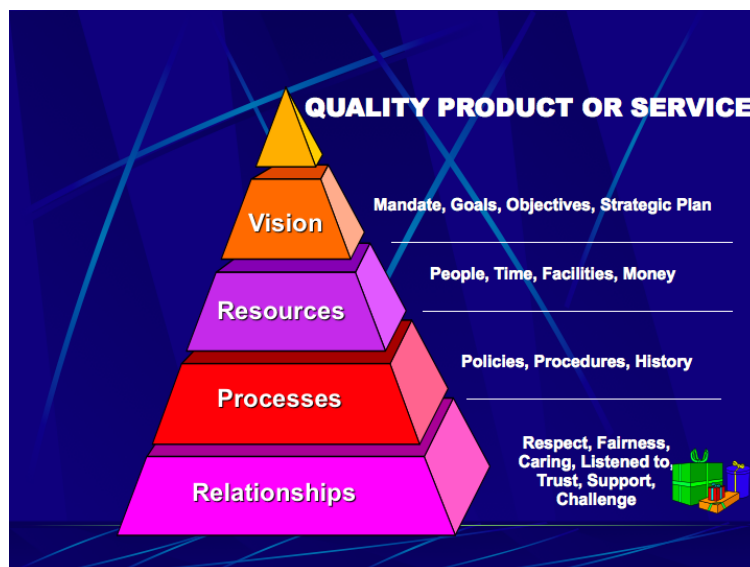 QUALITY PRODUCT OR SERVICE
Vision
Mandate, Goals, Objectives, Strategic Plan
Resources
People, Time, Facilities, Money
Processes
Policies, Procedures, History
Relationships
Respect, Fairness,
Caring, Listened to,
Trust, Support,
Challenge